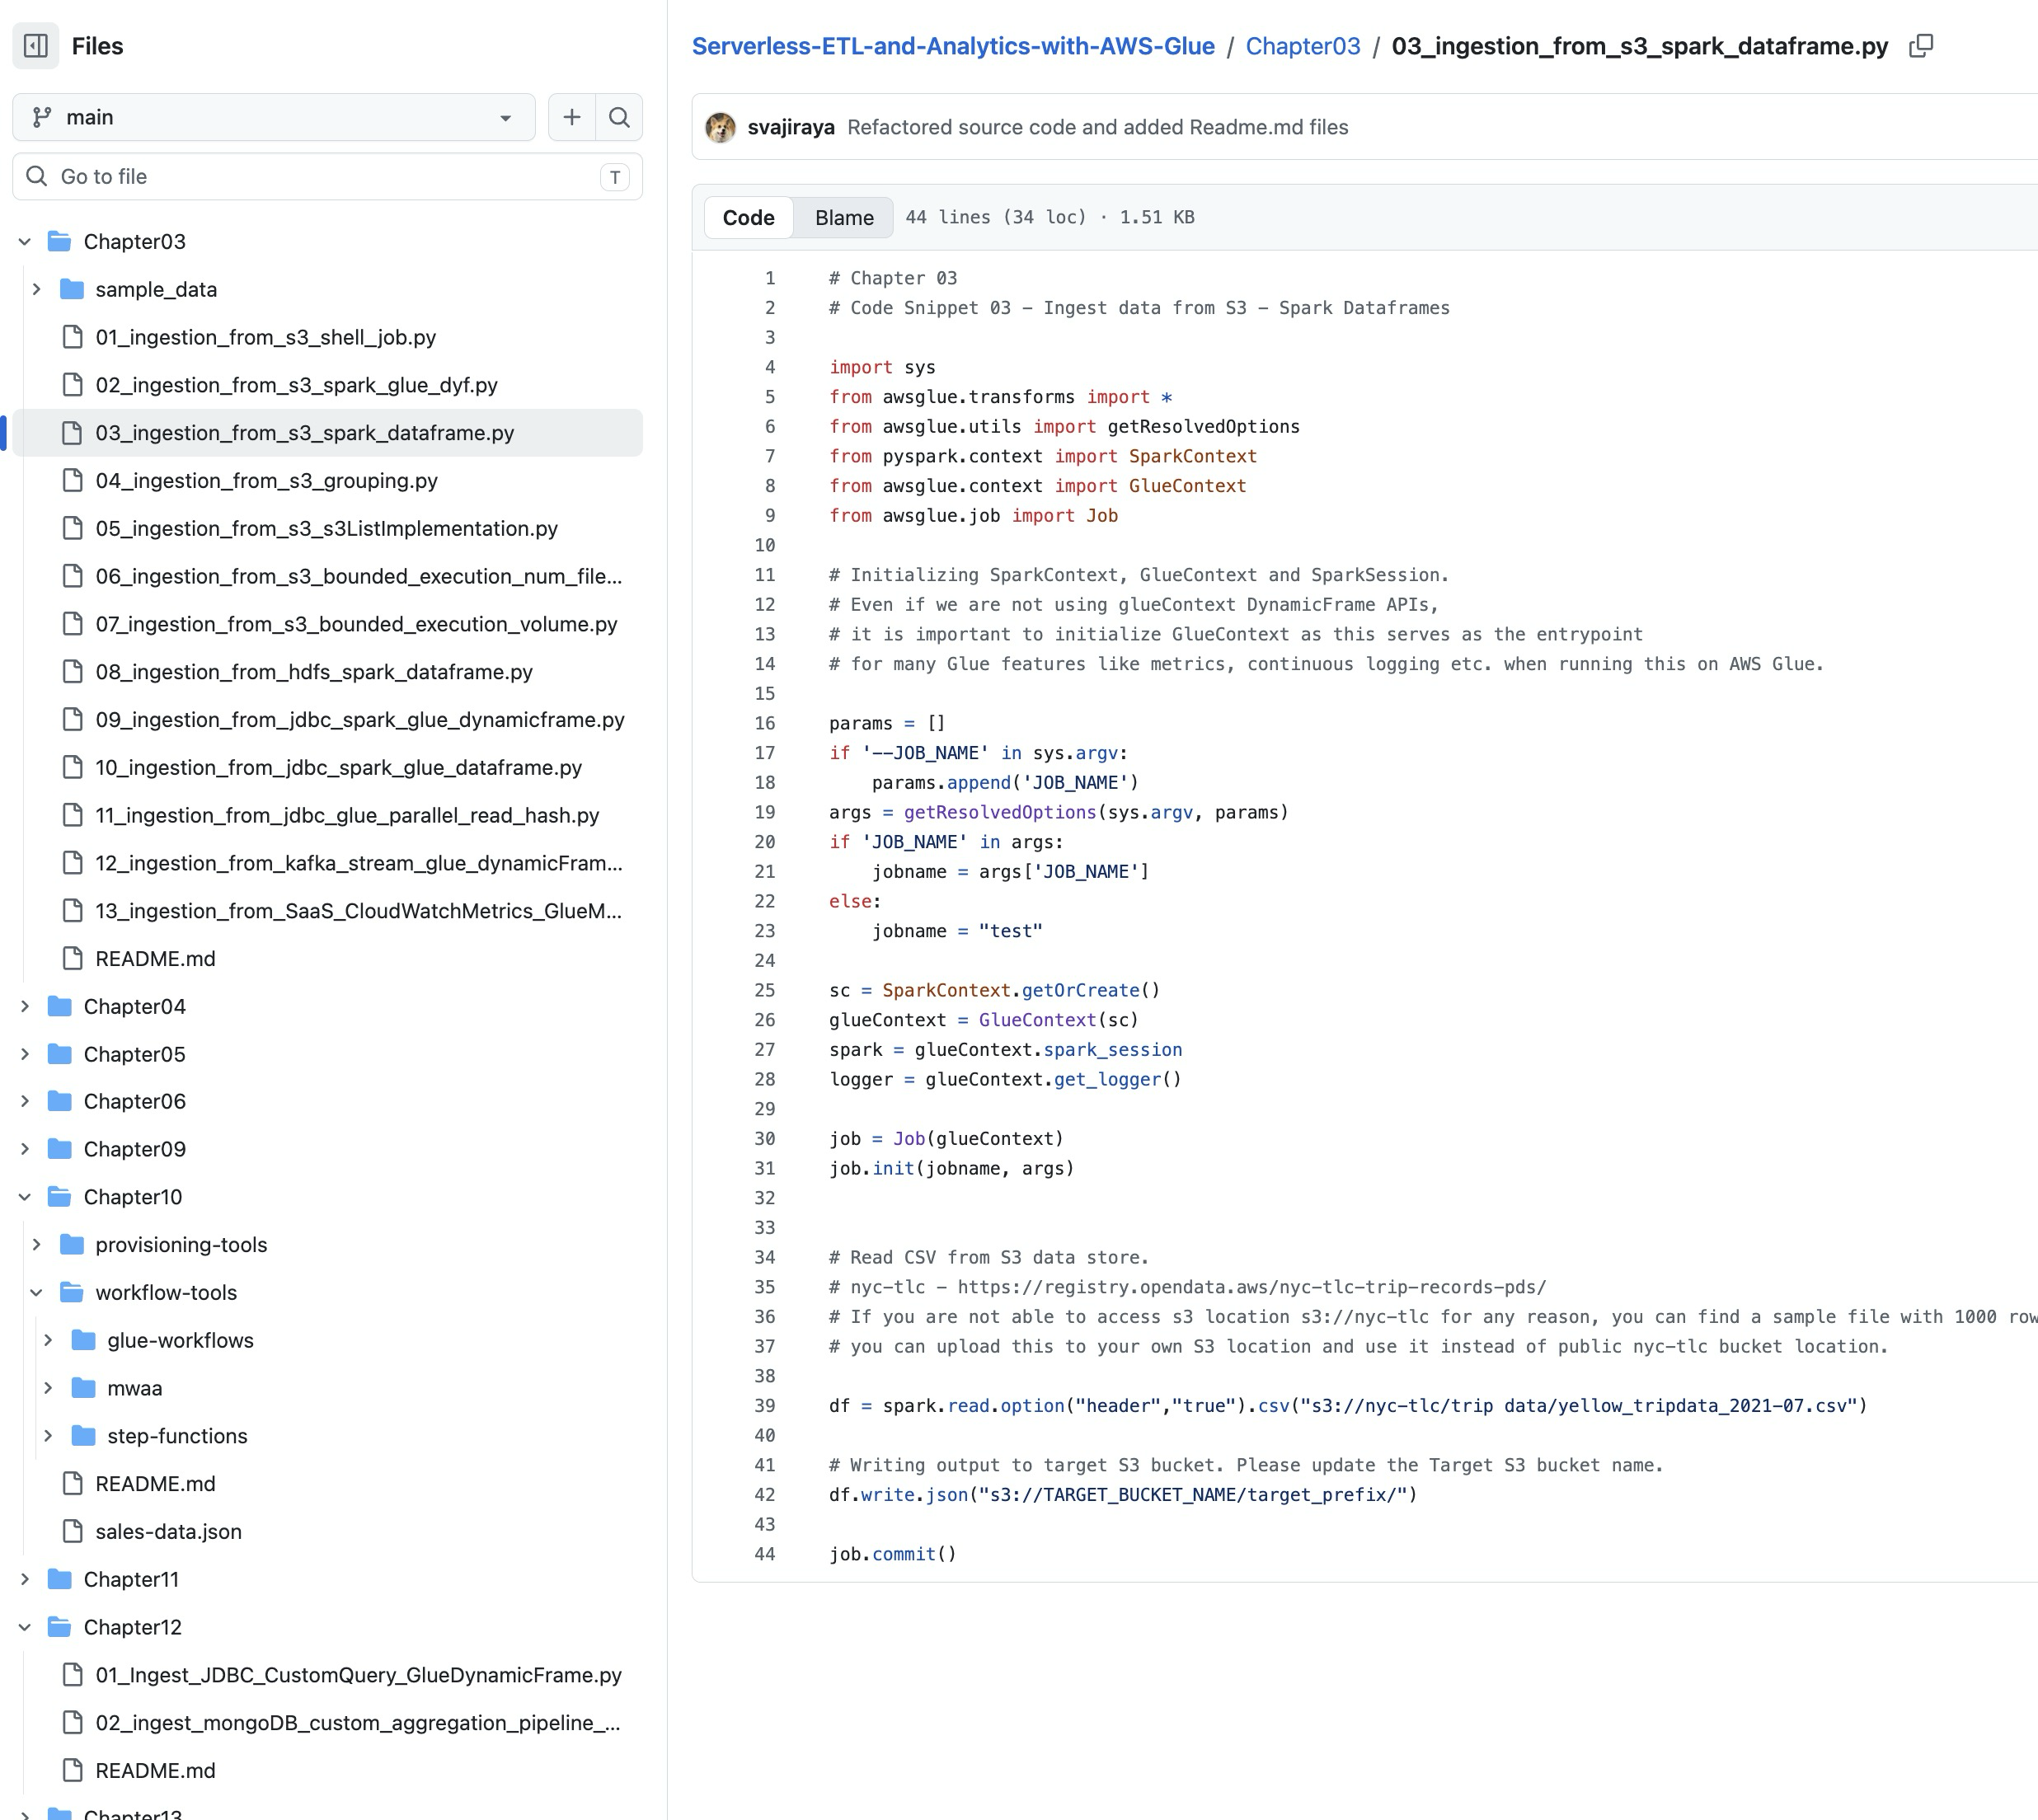 Files
main
Go to file
T
Chapter03
sample_data
01_ingestion_from_s3_shell_job.py
02_ingestion_from_s3_spark_glue_dyf.py
03_ingestion_from_s3_spark_dataframe.py
04_ingestion_from_s3_grouping.py
05_ingestion_from_s3_s3ListImplementation.py
06_ingestion_from_s3_bounded_execution_num_file...
07_ingestion_from_s3_bounded_execution_volume.py
08_ingestion_from_hdfs_spark_dataframe.py
09_ingestion_from_jdbc_spark_glue_dynamicframe.py
10_ingestion_from_jdbc_spark_glue_dataframe.py
11_ingestion_from_jdbc_glue_parallel_read_hash.py
12_ingestion_from_kafka_stream_glue_dynamicFram...
13_ingestion_from_SaaS_CloudWatchMetrics_GlueM...
README.md
Chapter04
Chapter05
Chapter06
Chapter09
Chapter10
provisioning-tools
workflow-tools
glue-workflows
mwaa
step-functions
README.md
sales-data.json
Chapter11
Chapter12
01_Ingest_JDBC_CustomQuery_GlueDynamicFrame.py
02_ingest_mongoDB_custom_aggregation_pipeline_...
README.md
Chapter13
Serverless-ETL-and-Analytics-with-AWS-Glue / Chapter03 / 03_ingestion_from_s3_spark_dataframe.py
svajiraya Refactored source code and added Readme.md files
Code Blame 44 lines (34 loc) · 1.51 KB
1 # Chapter 03
2 # Code Snippet 03 - Ingest data from S3 - Spark Dataframes
3
4 import sys
5 from awsglue.transforms import *
6 from awsglue.utils import getResolvedOptions
7 from pyspark.context import SparkContext
8 from awsglue.context import GlueContext
9 from awsglue.job import Job
10
11 # Initializing SparkContext, GlueContext and SparkSession.
12 # Even if we are not using glueContext DynamicFrame APIs,
13 # it is important to initialize GlueContext as this serves as the entrypoint
14 # for many Glue features like metrics, continuous logging etc. when running this on AWS Glue.
15
16 params = []
17 if '--JOB_NAME' in sys.argv:
18     params.append('JOB_NAME')
19 args = getResolvedOptions(sys.argv, params)
20 if 'JOB_NAME' in args:
21     jobname = args['JOB_NAME']
22 else:
23     jobname = "test"
24
25 sc = SparkContext.getOrCreate()
26 glueContext = GlueContext(sc)
27 spark = glueContext.spark_session
28 logger = glueContext.get_logger()
29
30 job = Job(glueContext)
31 job.init(jobname, args)
32
33
34 # Read CSV from S3 data store.
35 # nyc-tlc - https://registry.opendata.aws/nyc-tlc-trip-records-pds/
36 # If you are not able to access s3 location s3://nyc-tlc for any reason, you can find a sample file with 1000 row
37 # you can upload this to your own S3 location and use it instead of public nyc-tlc bucket location.
38
39 df = spark.read.option("header","true").csv("s3://nyc-tlc/trip data/yellow_tripdata_2021-07.csv")
40
41 # Writing output to target S3 bucket. Please update the Target S3 bucket name.
42 df.write.json("s3://TARGET_BUCKET_NAME/target_prefix/")
43
44 job.commit()